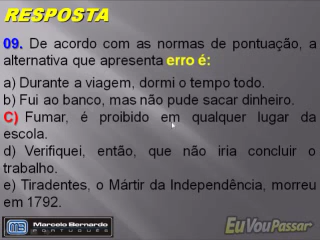 RESPOSTA
09. De acordo com as normas de pontuação, a
alternativa que apresenta erro é:
a) Durante a viagem, dormi o tempo todo.
b) Fui ao banco, mas não pude sacar dinheiro.
C) Fumar, é proibido em qualquer lugar da
escola.
d) Verifiquei, então, que não iria concluir o
trabalho.
e) Tiradentes, o Mártir da Independência, morreu
em 1792.
MB Marcelo Bernardo
PORTUGUÊS
EuVouPassar